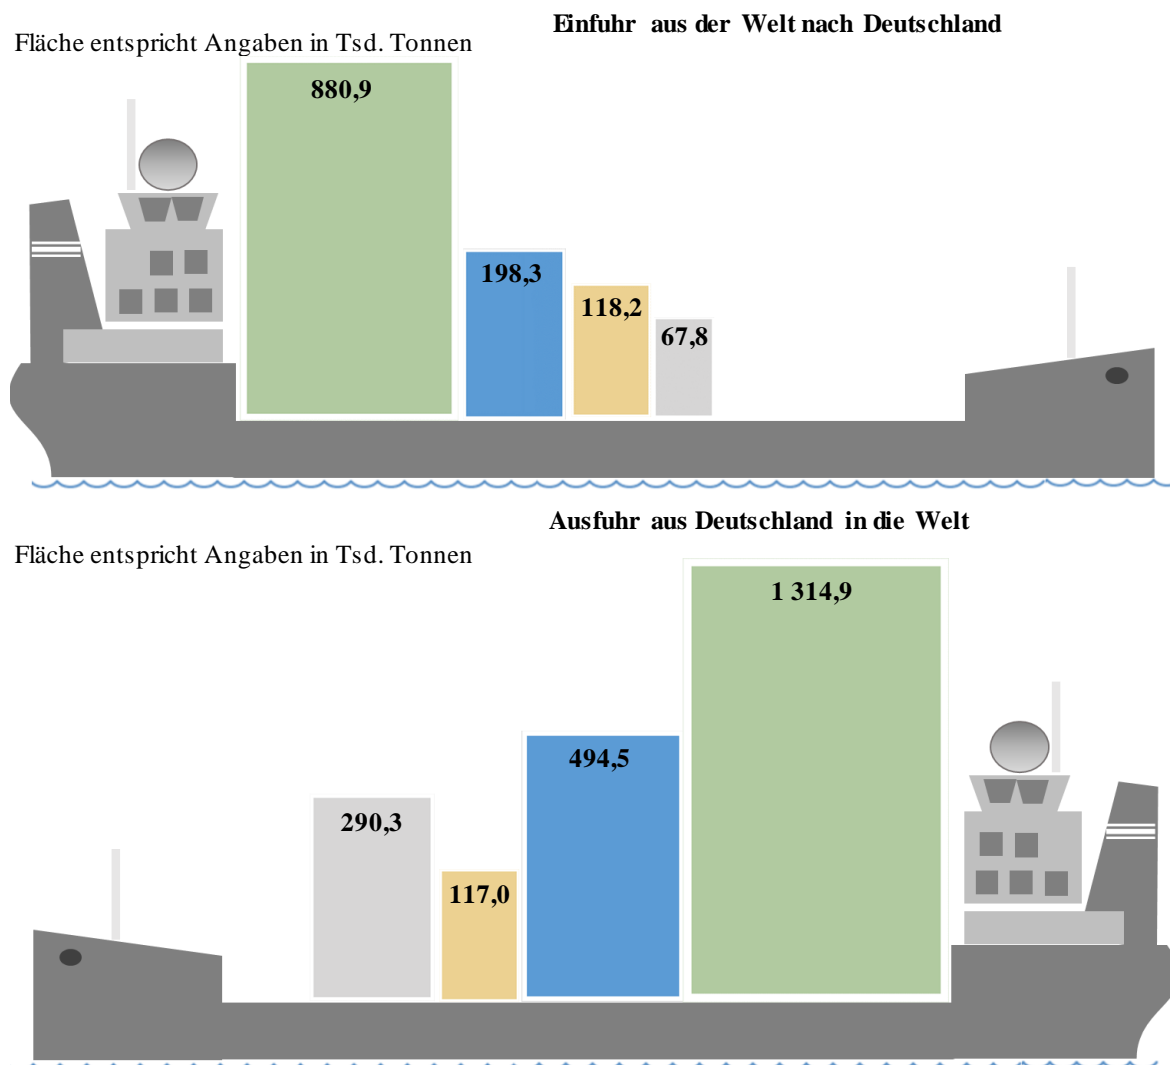 Einfuhr aus der Welt nach Deutschland
Fläche entspricht Angaben in Tsd. Tonnen
880,9
198,3
118,2
67,8
Ausfuhr aus Deutschland in die Welt
Fläche entspricht Angaben in Tsd. Tonnen
1 314,9
494,5
290,3
117,0